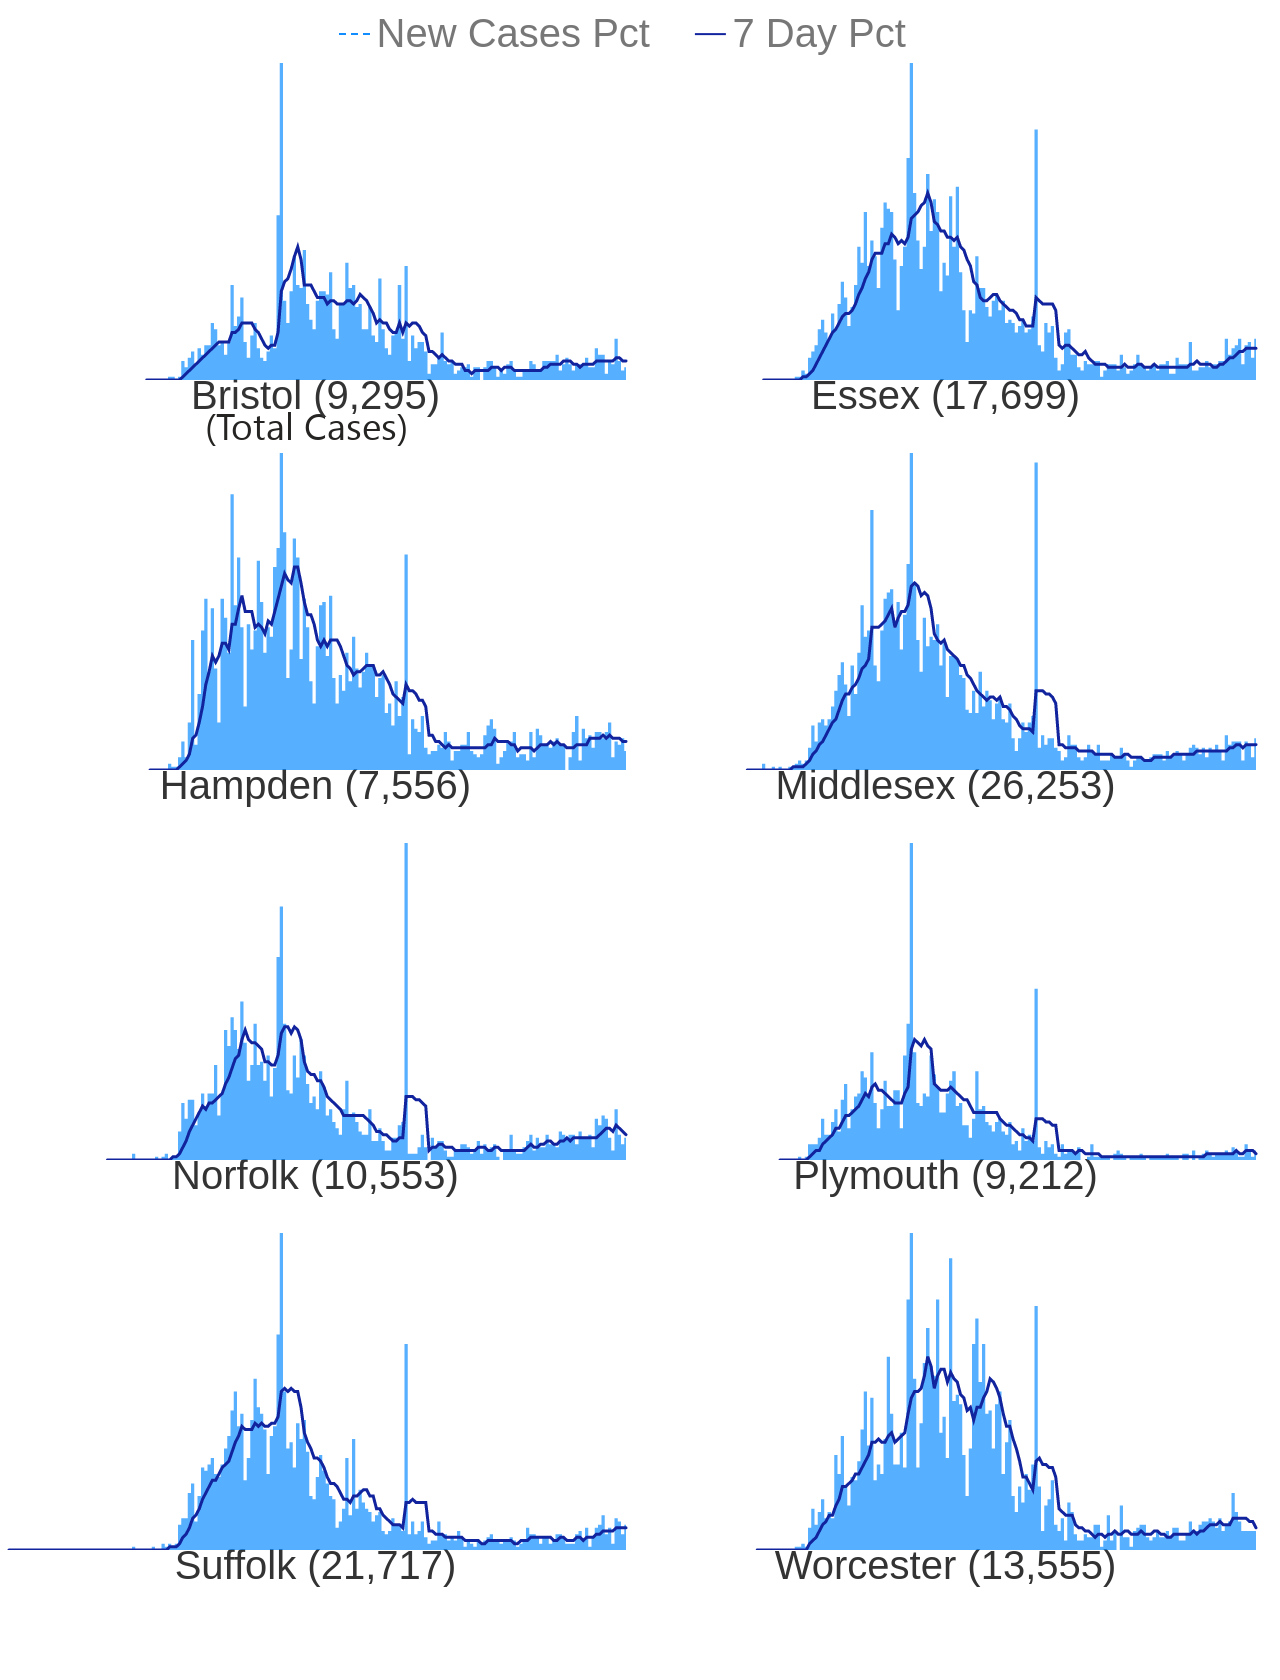 New Cases Pct 7 Day Pct
Bristol (9,295) Essex (17,699)
(Total Cases)
Hampden (7,556) Middlesex (26,253)
Norfolk (10,553) Plymouth (9,212)
Suffolk (21,717) Worcester (13,555)